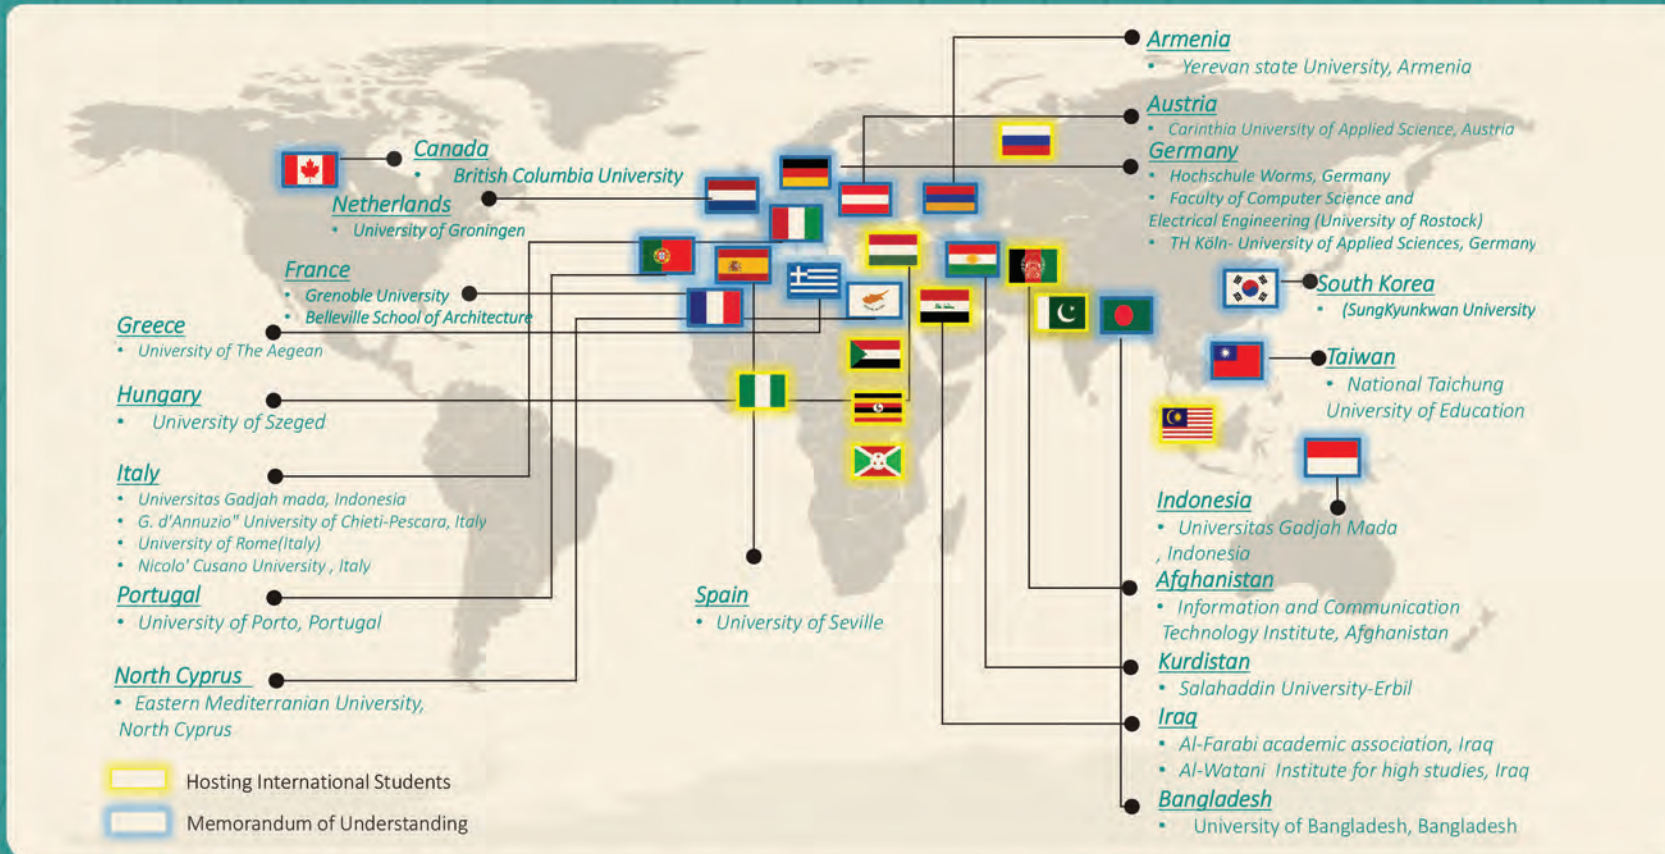 Canada
• British Columbia University
Netherlands
• University of Groningen
France
• Grenoble University
• Belleville School of Architecture
Greece
• University of The Aegean
Hungary
• University of Szeged
Italy
• Universitas Gadjah mada, Indonesia
• G. d'Annuzio" University of Chieti-Pescara, Italy
• University of Rome(Italy)
• Nicolo' Cusano University , Italy
Portugal
• University of Porto, Portugal
North Cyprus
• Eastern Mediterranian University,
North Cyprus
Hosting International Students
Memorandum of Understanding
Spain
• University of Seville
Armenia
• Yerevan state University, Armenia
Austria
• Carinthia University of Applied Science, Austria
Germany
• Hochschule Worms, Germany
• Faculty of Computer Science and
Electrical Engineering (University of Rostock)
• TH Köln- University of Applied Sciences, Germany
South Korea
• (SungKyunkwan University
Taiwan
• National Taichung
University of Education
Indonesia
• Universitas Gadjah Mada
, Indonesia
Afghanistan
• Information and Communication
Technology Institute, Afghanistan
Kurdistan
• Salahaddin University-Erbil
Iraq
• Al-Farabi academic association, Iraq
• Al-Watani Institute for high studies, Iraq
Bangladesh
• University of Bangladesh, Bangladesh